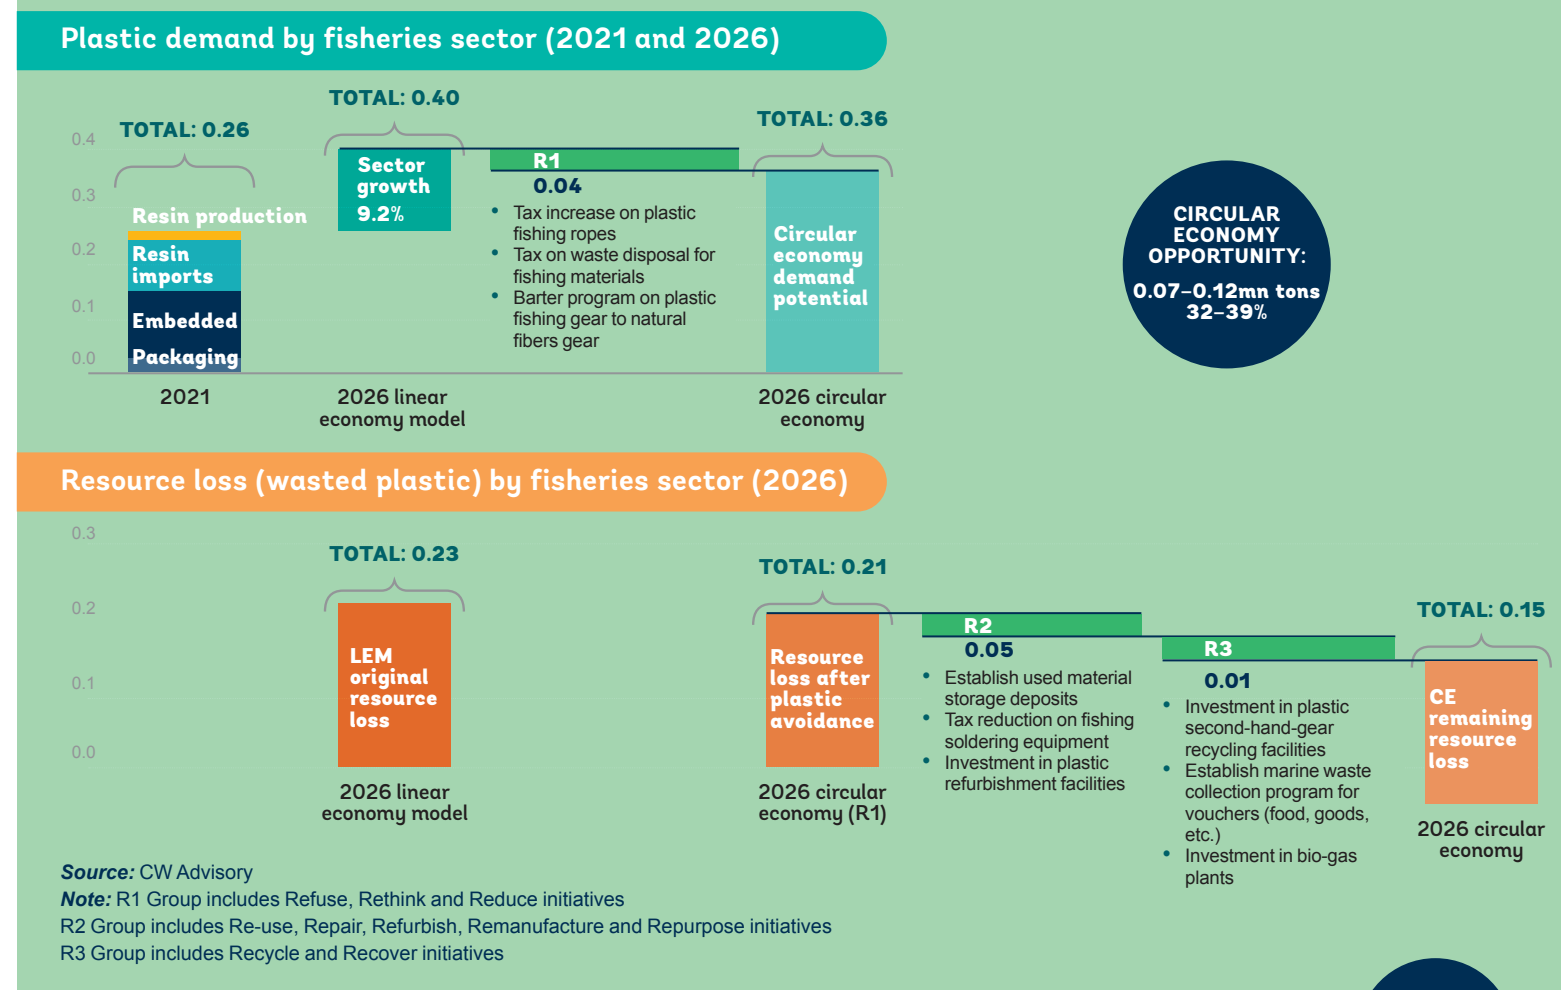 Plastic demand by fisheries sector (2021 and 2026)
TOTAL: 0.26
TOTAL: 0.40
TOTAL: 0.36
0.4
0.3
0.2
0.1
0.0
Resin production
Resin
imports
Embedded
Packaging
Sector
growth
9.2%
R1
0.04
• Tax increase on plastic
fishing ropes
• Tax on waste disposal for
fishing materials
• Barter program on plastic
fishing gear to natural
fibers gear
Circular
economy
demand
potential
2021
2026 linear
economy model
2026 circular
economy
CIRCULAR
ECONOMY
OPPORTUNITY:
0.07–0.12mn tons
32–39%
Resource loss (wasted plastic) by fisheries sector (2026)
0.3
0.2
0.1
0.0
TOTAL: 0.23
LEM
original
resource
loss
2026 linear
economy model
TOTAL: 0.21
Resource
loss after
plastic
avoidance
2026 circular
economy (R1)
R2
0.05
• Establish used material
storage deposits
• Tax reduction on fishing
soldering equipment
• Investment in plastic
refurbishment facilities
R3
0.01
• Investment in plastic
second-hand-gear
recycling facilities
• Establish marine waste
collection program for
vouchers (food, goods,
etc.)
• Investment in bio-gas
plants
TOTAL: 0.15
CE
remaining
resource
loss
2026 circular
economy
Source: CW Advisory
Note: R1 Group includes Refuse, Rethink and Reduce initiatives
R2 Group includes Re-use, Repair, Refurbish, Remanufacture and Repurpose initiatives
R3 Group includes Recycle and Recover initiatives